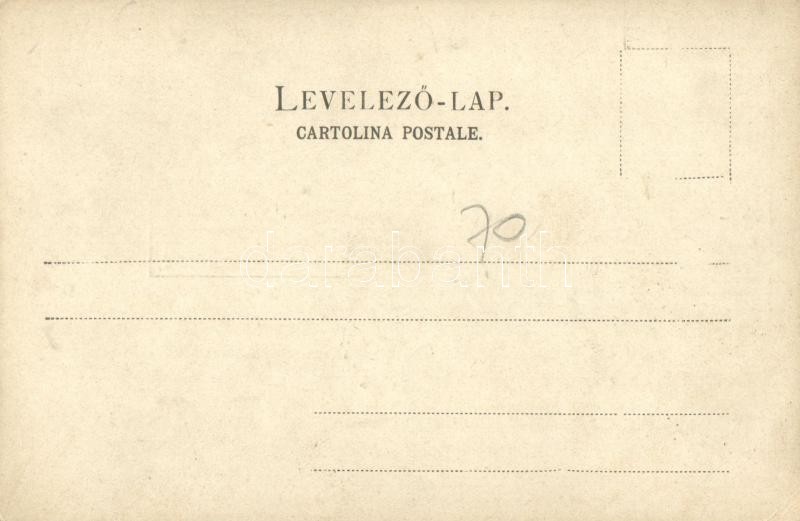 LEVELEZŐ-LAP.
CARTOLINA POSTALE.
70
darabanth